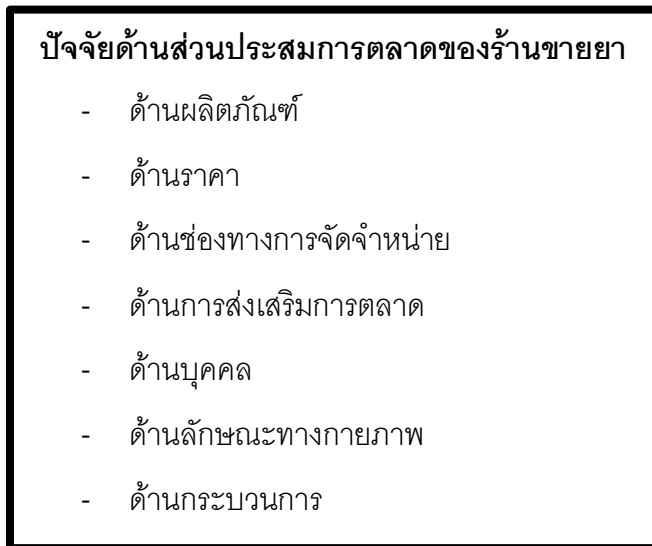 ปัจจัยด้านส่วนประสมการตลาดของร้านขายยา
- ด้านผลิตภัณฑ์
- ด้านราคา
- ด้านช่องทางการจัดจำหน่าย
- ด้านการส่งเสริมการตลาด
- ด้านบุคคล
- ด้านลักษณะทางกายภาพ
- ด้านกระบวนการ